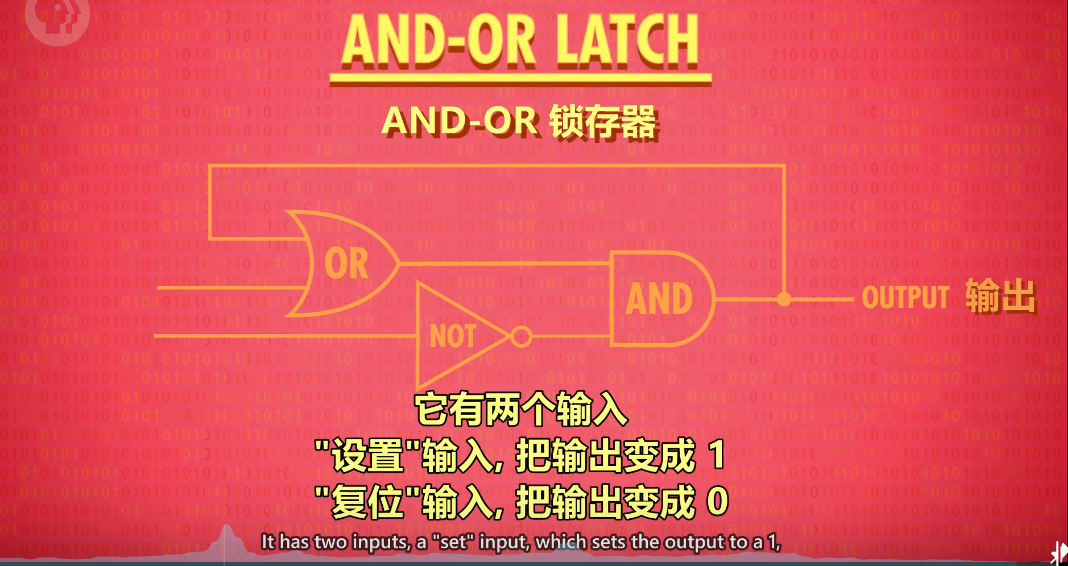 AND-OR LATCH
AND-OR 锁存器
OR
NOT
AND
OUTPUT 输出
它有两个输入
"设置"输入, 把输出变成 1
"复位"输入, 把输出变成 0
It has two inputs, a "set" input, which sets the output to a 1,